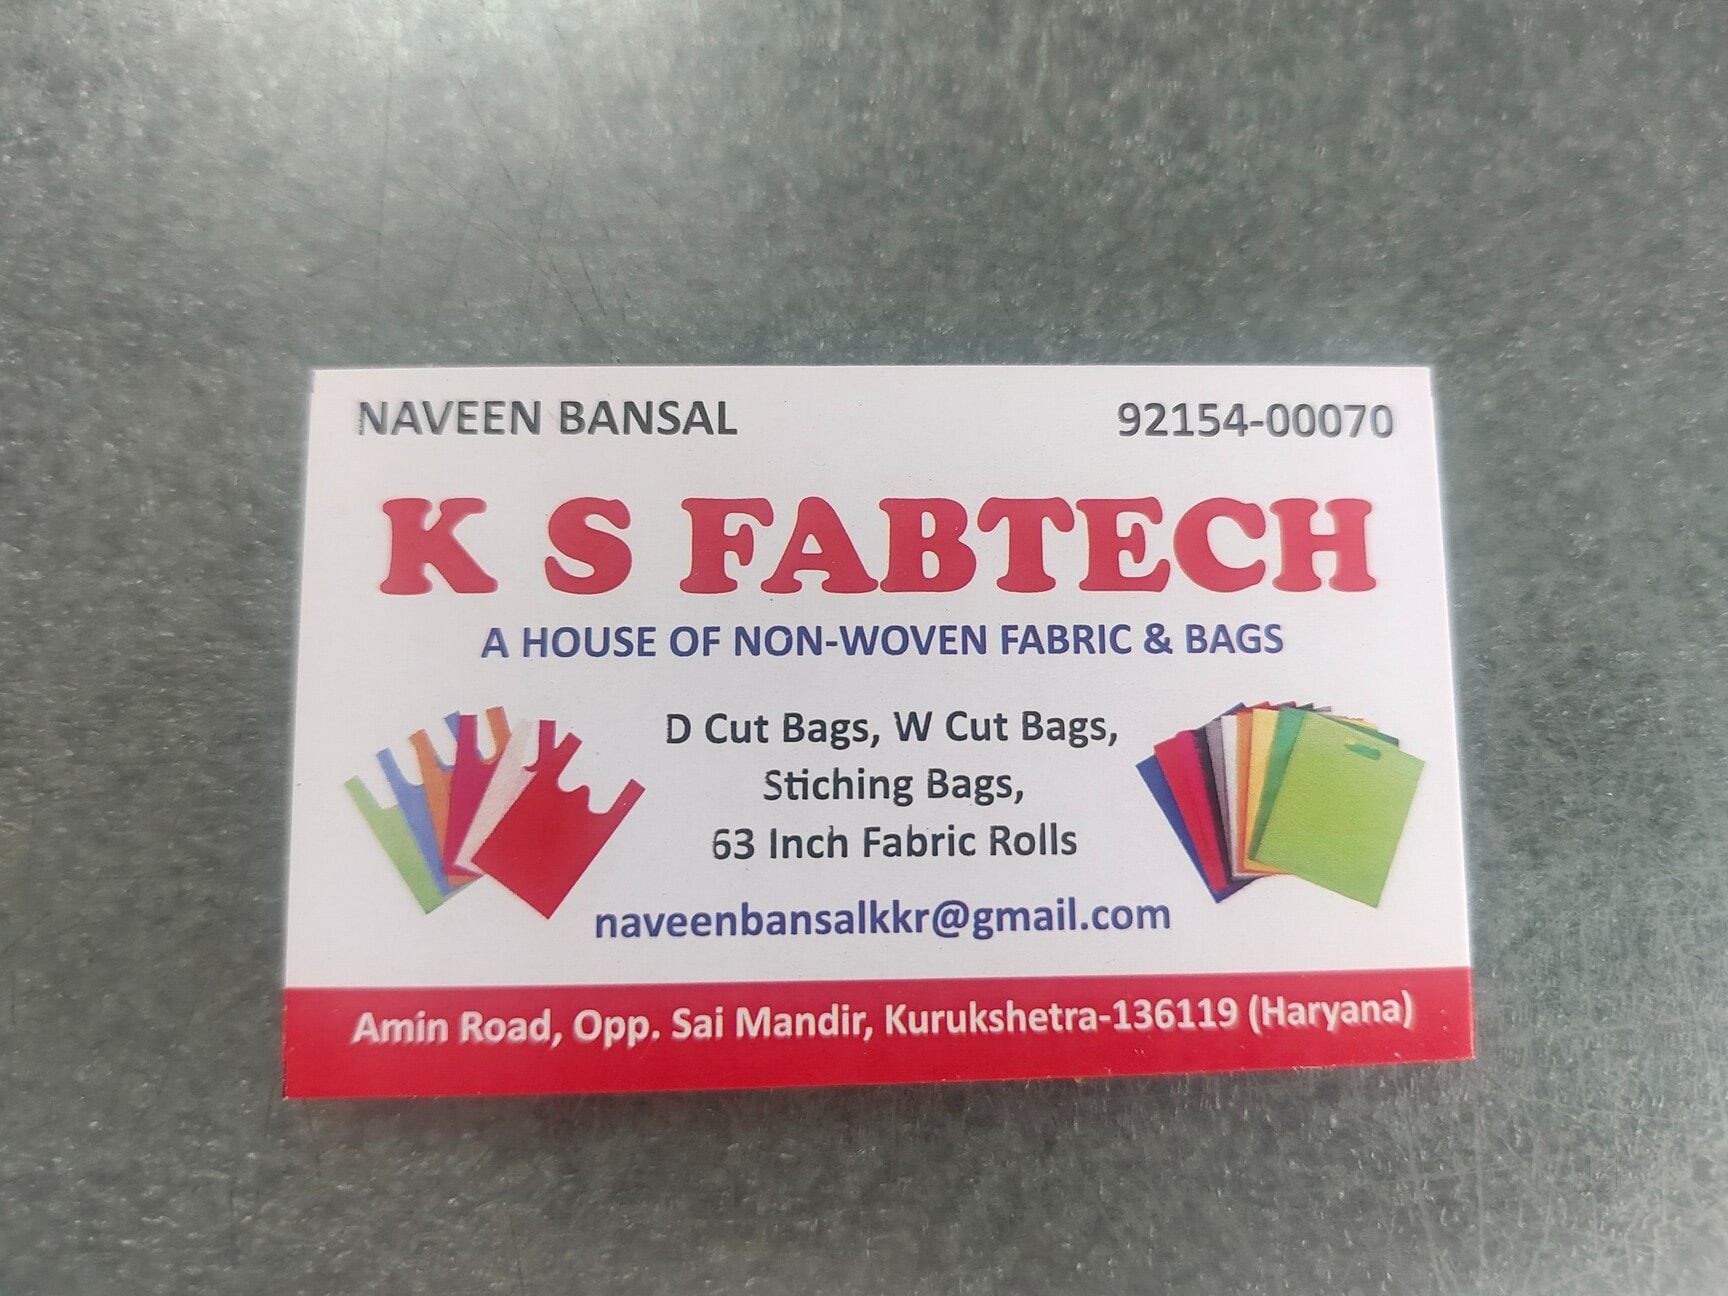 NAVEEN BANSAL 92154-00070
K S FABTECH
A HOUSE OF NON-WOVEN FABRIC & BAGS
D Cut Bags, W Cut Bags,
Stiching Bags,
63 Inch Fabric Rolls
naveenbansalkkr@gmail.com
Amin Road, Opp. Sai Mandir, Kurukshetra-136119 (Haryana)